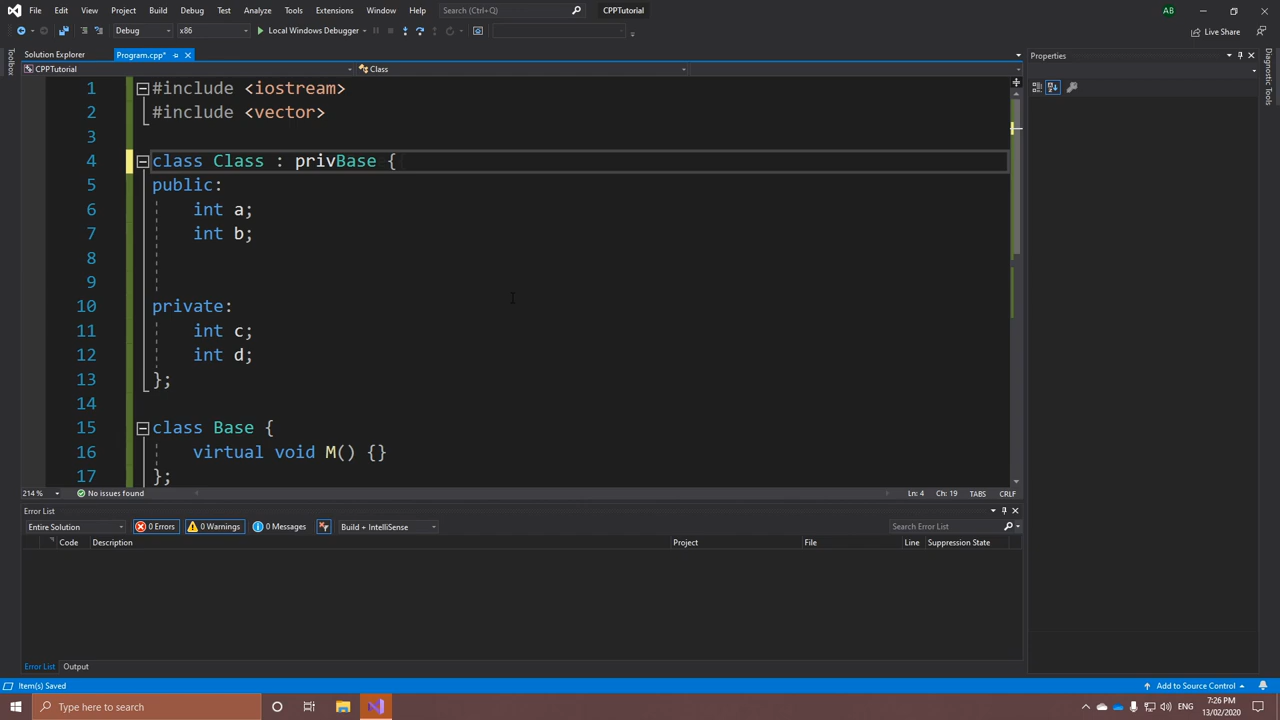 File Edit View Project Build Debug Test Analyze Tools Extensions Window Help Search (Ctrl+Q) CPPTutorial AB
Debug x86 Local Windows Debugger Live Share
Toolbox
Solution Explorer Program.cpp* Properties
CPPTutorial Class
Diagnostic Tools
1 #include <iostream>
2 #include <vector>
3
4 class Class : privBase {
5 public:
6 int a;
7 int b;
8
9
10 private:
11 int c;
12 int d;
13 };
14
15 class Base {
16 virtual void M() {}
17 };
214 % No issues found Ln: 4 Ch: 19 TABS CRLF
Error List
Entire Solution 0 Errors 0 Warnings 0 Messages Build + IntelliSense Search Error List
Code Description Project File Line Suppression State
Error List Output
Item(s) Saved Add to Source Control
Type here to search ENG 7:26 PM
13/02/2020